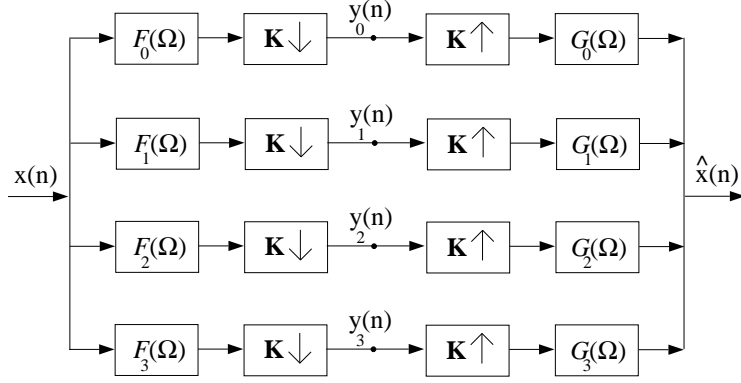 F₀(Ω) K↓ y₀(n) K↑ G₀(Ω)
F₁(Ω) K↓ y₁(n) K↑ G₁(Ω)
x(n) x̂(n)
F₂(Ω) K↓ y₂(n) K↑ G₂(Ω)
F₃(Ω) K↓ y₃(n) K↑ G₃(Ω)